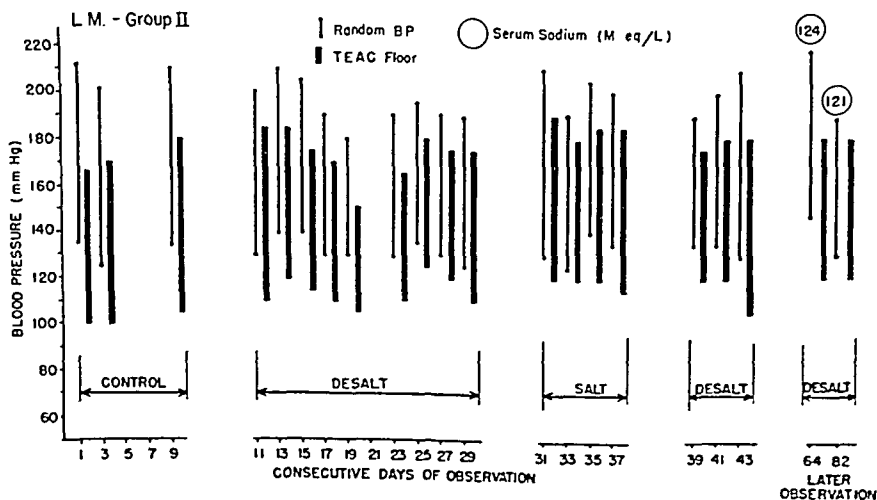 L.M. - Group II
Random BP
TEAC Floor
Serum Sodium (M eq/L)
BLOOD PRESSURE (mm Hg)
220
200
180
160
140
120
100
80
60
124
121
CONTROL
DESALT
SALT
DESALT
DESALT
1 3 5 7 9
11 13 15 17 19 21 23 25 27 29
31 33 35 37
39 41 43
64 82
CONSECUTIVE DAYS OF OBSERVATION
LATER
OBSERVATION